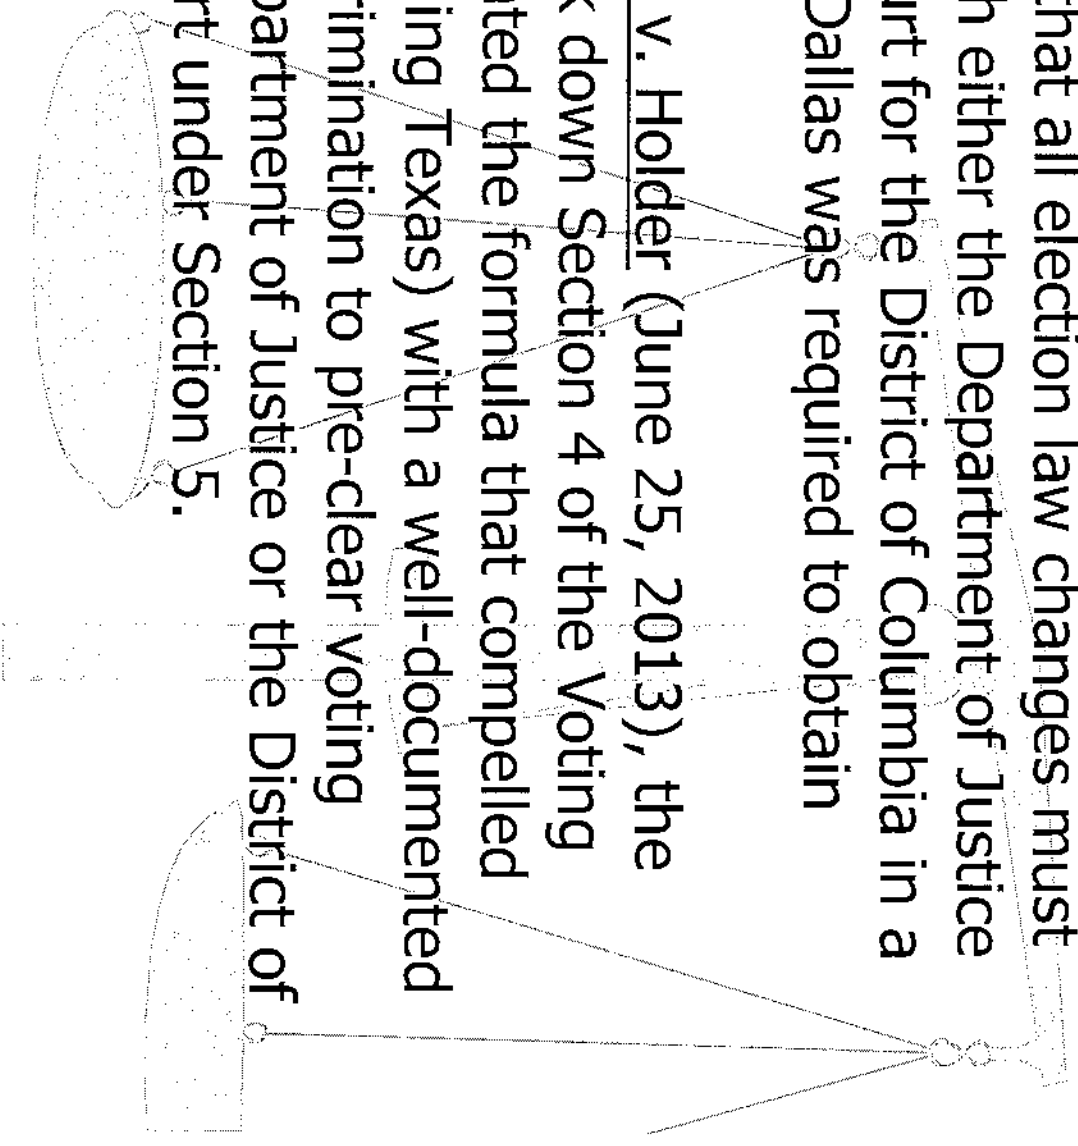 that all election law changes must
h either the Department of Justice
urt for the District of Columbia in a
Dallas was required to obtain
v. Holder (June 25, 2013), the
k down Section 4 of the Voting
ated the formula that compelled
ing Texas) with a well-documented
rimination to pre-clear voting
partment of Justice or the District of
rt under Section 5.